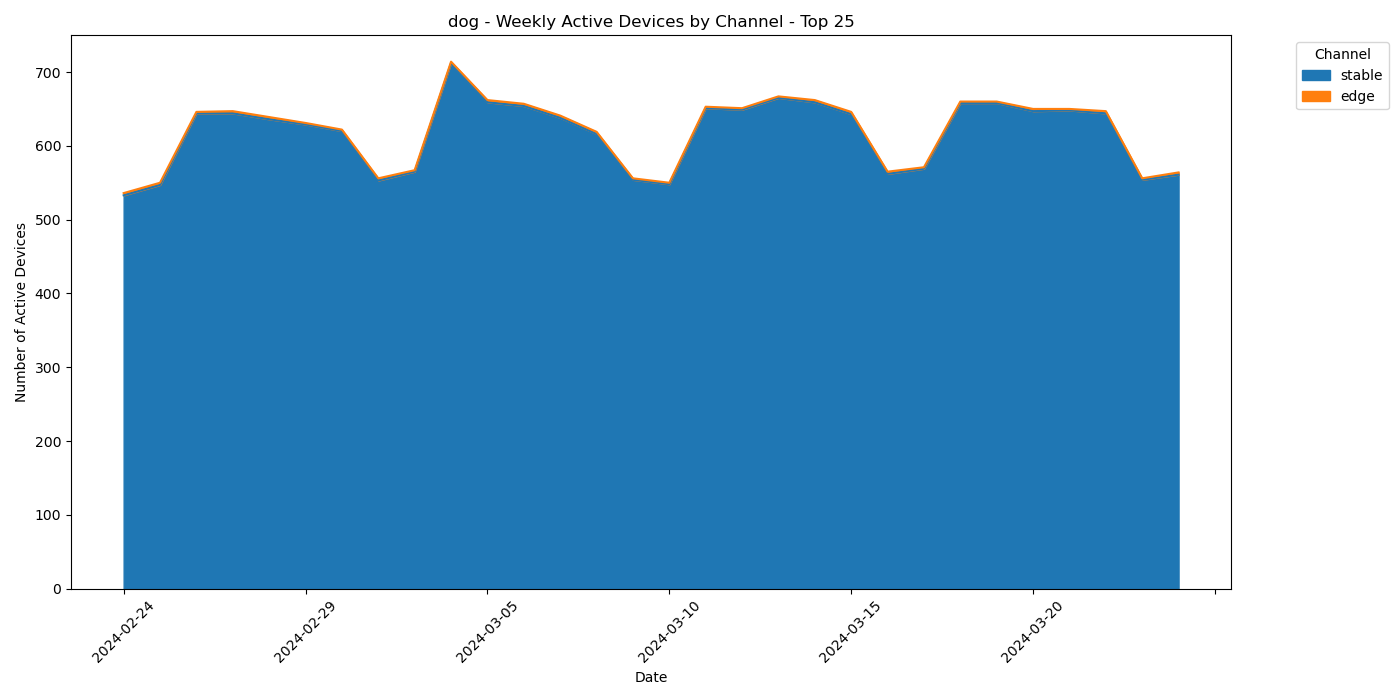 dog - Weekly Active Devices by Channel - Top 25
Channel
stable
edge
Number of Active Devices
700
600
500
400
300
200
100
0
2024-02-24
2024-02-29
2024-03-05
2024-03-10
2024-03-15
2024-03-20
Date